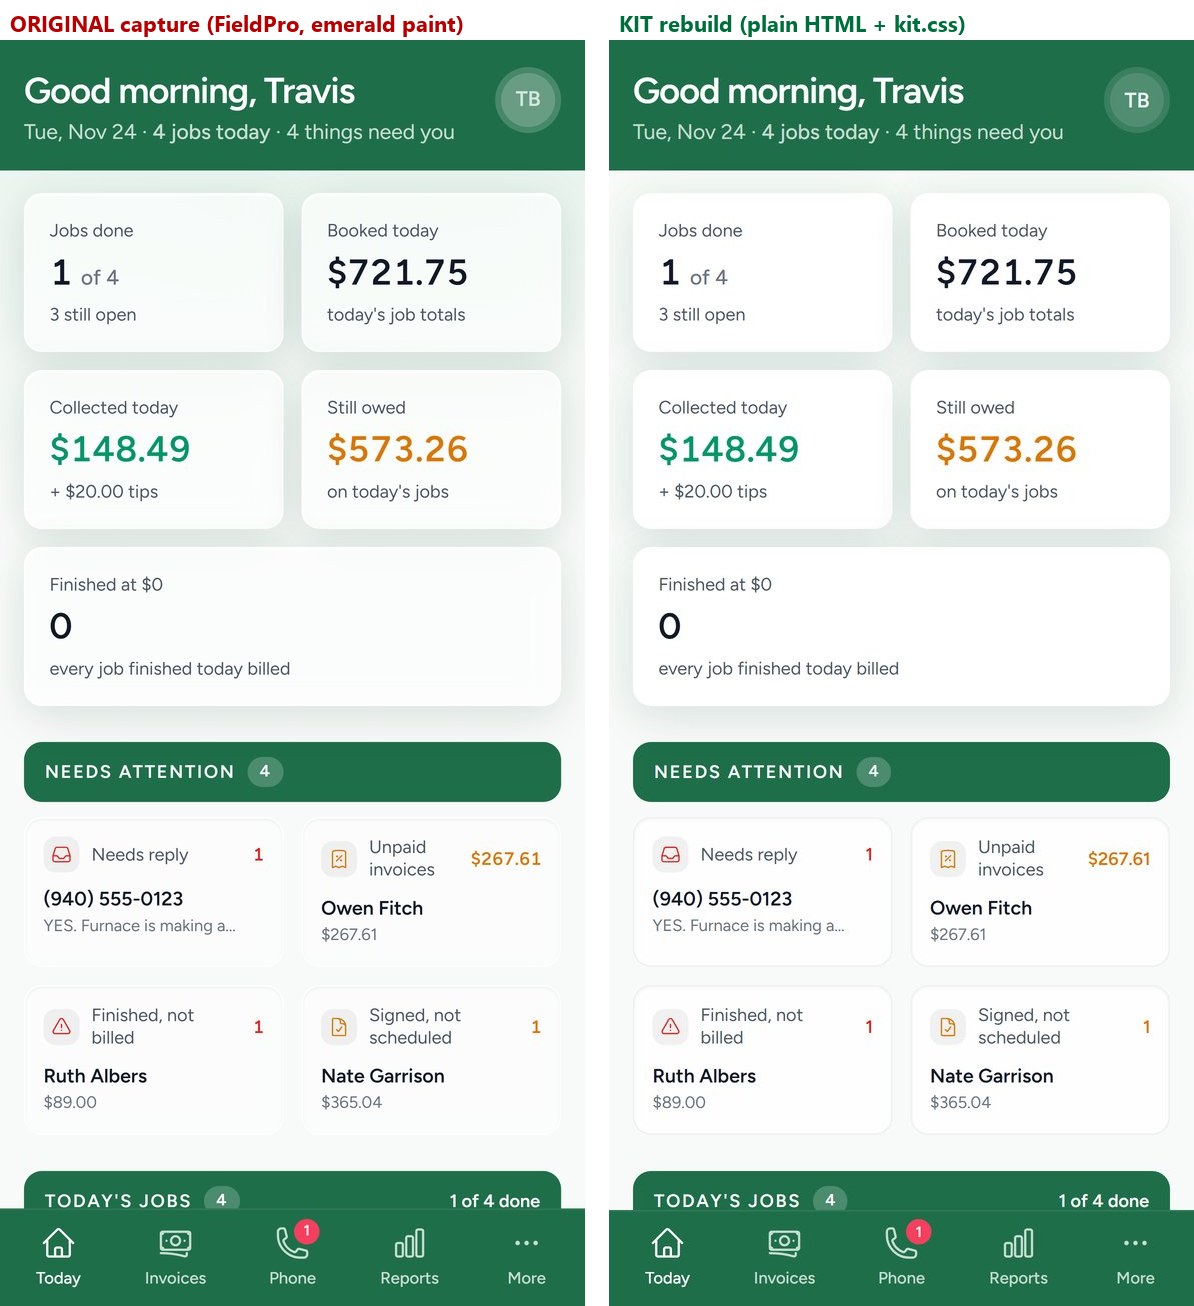 ORIGINAL capture (FieldPro, emerald paint)
Good morning, Travis
TB
Tue, Nov 24 · 4 jobs today · 4 things need you
Jobs done
1 of 4
3 still open
Booked today
$721.75
today's job totals
Collected today
$148.49
+ $20.00 tips
Still owed
$573.26
on today's jobs
Finished at $0
0
every job finished today billed
NEEDS ATTENTION 4
Needs reply 1
(940) 555-0123
YES. Furnace is making a...
Unpaid
invoices
$267.61
Owen Fitch
$267.61
Finished, not
billed
1
Ruth Albers
$89.00
Signed, not
scheduled
1
Nate Garrison
$365.04
TODAY'S JOBS 4 1 of 4 done
1
Today Invoices Phone Reports More
KIT rebuild (plain HTML + kit.css)
Good morning, Travis
TB
Tue, Nov 24 · 4 jobs today · 4 things need you
Jobs done
1 of 4
3 still open
Booked today
$721.75
today's job totals
Collected today
$148.49
+ $20.00 tips
Still owed
$573.26
on today's jobs
Finished at $0
0
every job finished today billed
NEEDS ATTENTION 4
Needs reply 1
(940) 555-0123
YES. Furnace is making a...
Unpaid
invoices
$267.61
Owen Fitch
$267.61
Finished, not
billed
1
Ruth Albers
$89.00
Signed, not
scheduled
1
Nate Garrison
$365.04
TODAY'S JOBS 4 1 of 4 done
1
Today Invoices Phone Reports More